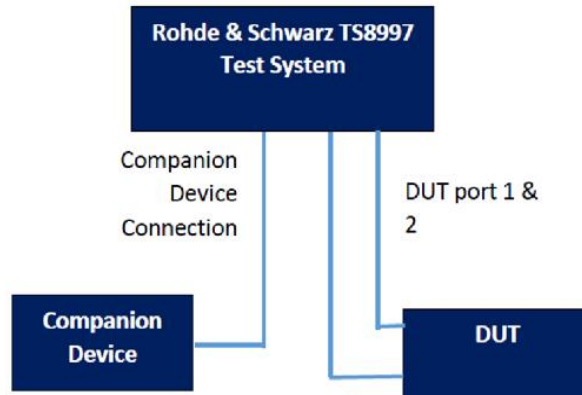 Rohde & Schwarz TS8997
Test System
Companion
Device
Connection
DUT port 1 &
2
Companion
Device
DUT